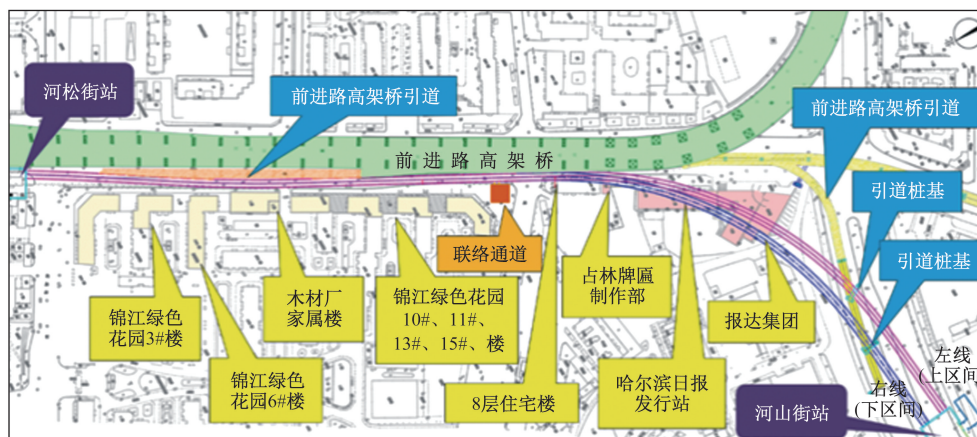 河松街站
前进路高架桥引道
前进路高架桥引道
前进路高架桥
引道桩基
引道桩基
联络通道
占林牌匾
制作部
锦江绿色
花园3#楼
木材厂
家属楼
锦江绿色花园
10#、11#、
13#、15#、楼
报达集团
锦江绿色
花园6#楼
8层住宅楼
哈尔滨日报
发行站
左线
(上区间)
右线
(下区间)
河山街站